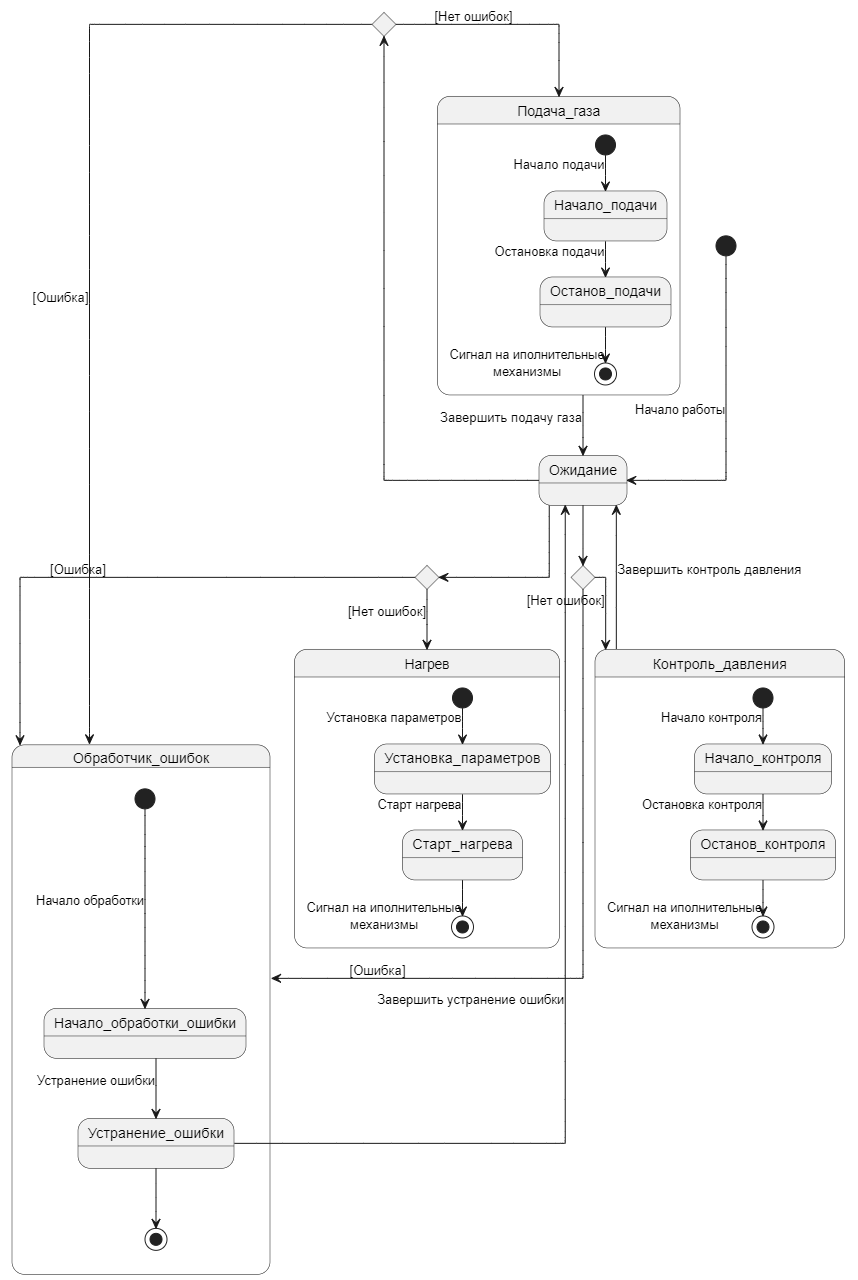 [Нет ошибок]
Подача_газа
Начало подачи
Начало_подачи
Остановка подачи
Останов_подачи
[Ошибка]
Сигнал на иполнительные
механизмы
Начало работы
Завершить подачу газа
Ожидание
[Ошибка]
Завершить контроль давления
[Нет ошибок]
[Нет ошибок]
Нагрев
Контроль_давления
Установка параметров
Начало контроля
Обработчик_ошибок
Установка_параметров
Начало_контроля
Старт нагрева
Остановка контроля
Старт_нагрева
Останов_контроля
Начало обработки
Сигнал на иполнительные
механизмы
Сигнал на иполнительные
механизмы
[Ошибка]
Завершить устранение ошибки
Начало_обработки_ошибки
Устранение ошибки
Устранение_ошибки